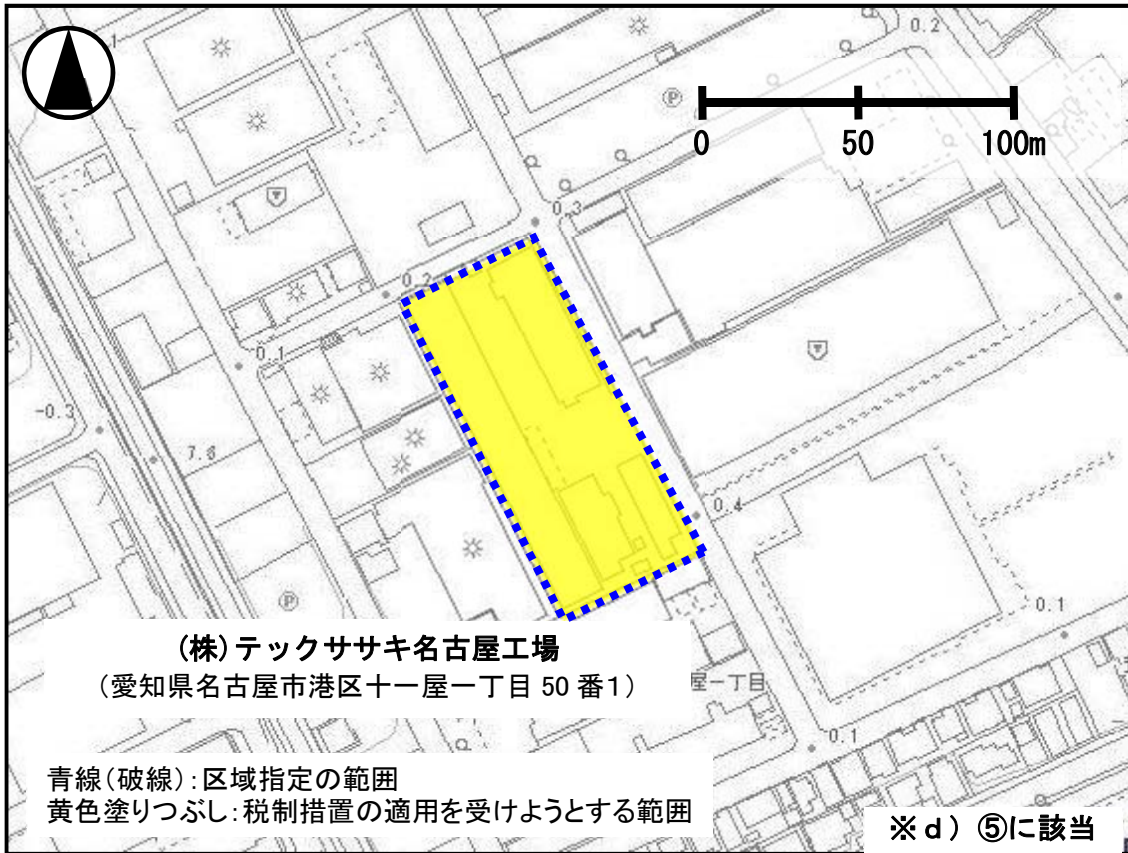 1
0.2
0
50
100m
0.3
0.2
0.1
-0.3
7.6
0.4
0.1
(株)テックササキ名古屋工場
(愛知県名古屋市港区十一屋一丁目 50 番1)
屋一丁目
0.1
青線(破線):区域指定の範囲
黄色塗りつぶし:税制措置の適用を受けようとする範囲
※d) ⑤に該当